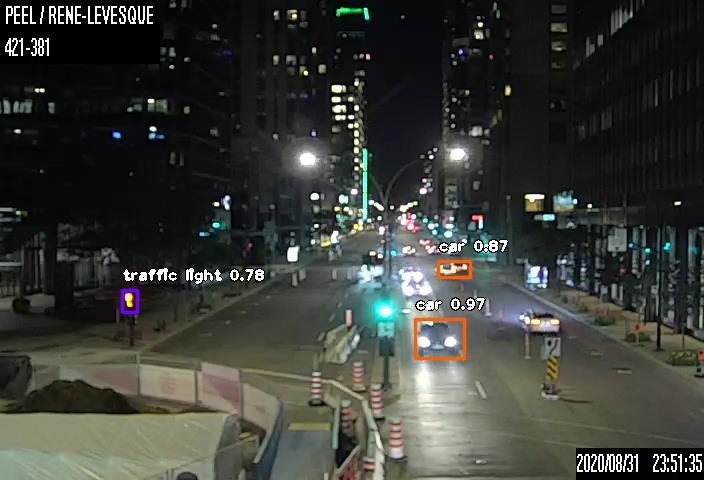 PEEL / RENE-LEVESQUE
421-381
car 0.87
traffic light 0.78
car 0.97
2020/08/31 23:51:35